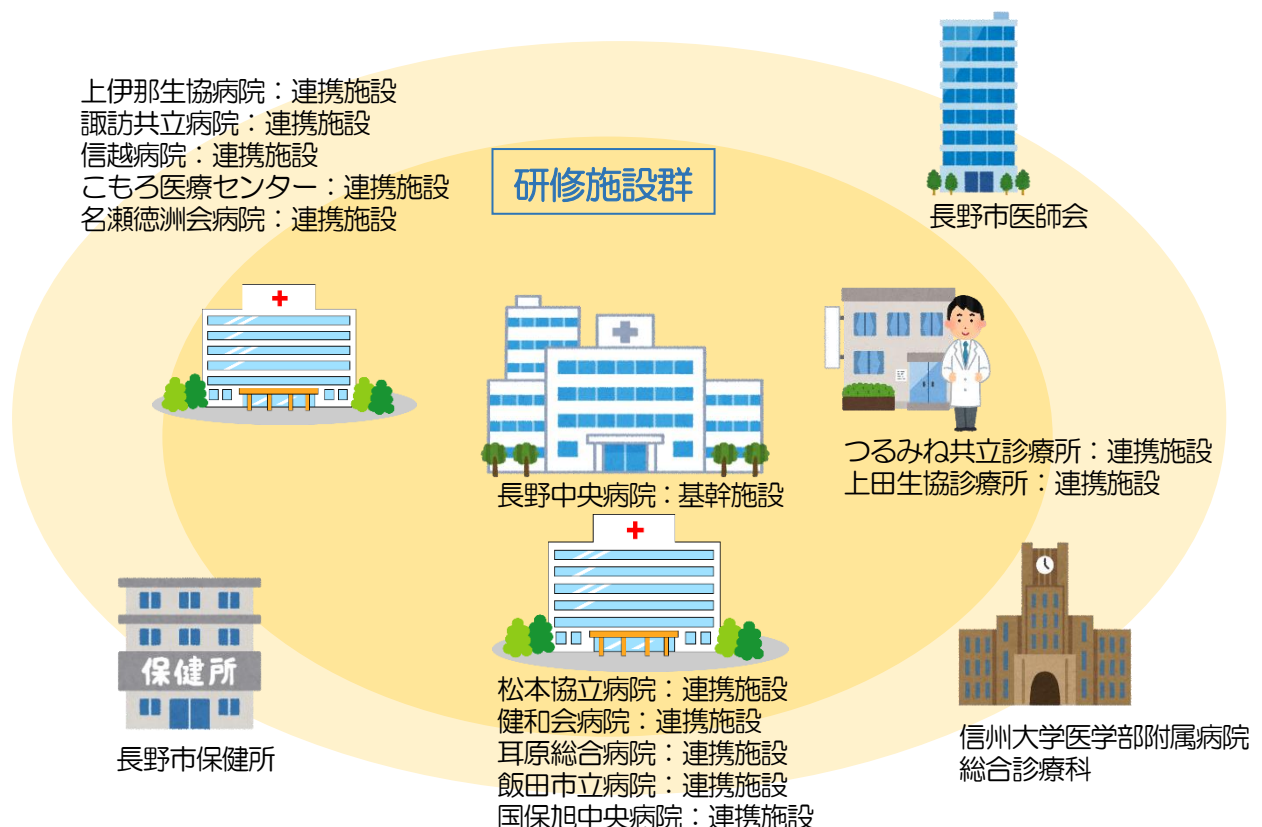 上伊那生協病院：連携施設
諏訪共立病院：連携施設
信越病院：連携施設
こもろ医療センター：連携施設
名瀬徳洲会病院：連携施設
研修施設群
長野市医師会
長野中央病院：基幹施設
つるみね共立診療所：連携施設
上田生協診療所：連携施設
保健所
長野市保健所
松本協立病院：連携施設
健和会病院：連携施設
耳原総合病院：連携施設
飯田市立病院：連携施設
国保旭中央病院：連携施設
信州大学医学部附属病院
総合診療科